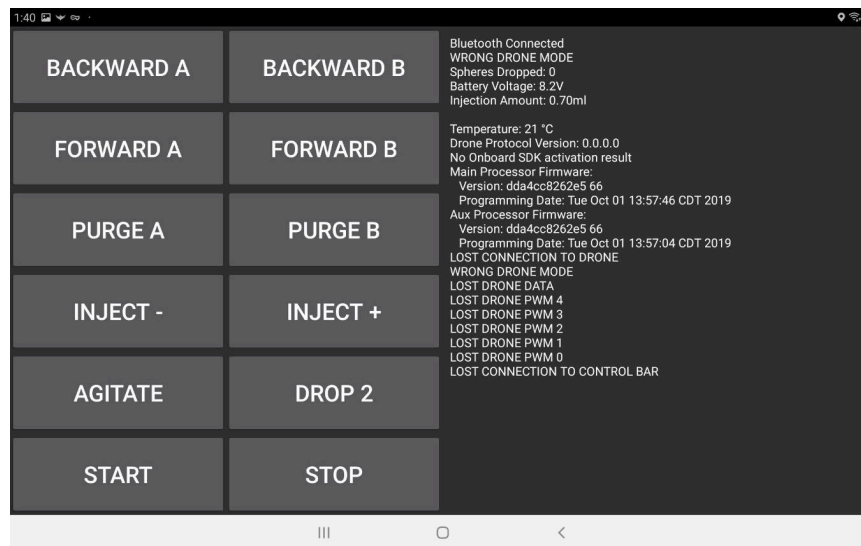 1:40
BACKWARD A
BACKWARD B
FORWARD A
FORWARD B
PURGE A
PURGE B
INJECT -
INJECT +
AGITATE
DROP 2
START
STOP
Bluetooth Connected
WRONG DRONE MODE
Spheres Dropped: 0
Battery Voltage: 8.2V
Injection Amount: 0.70ml
Temperature: 21 °C
Drone Protocol Version: 0.0.0.0
No Onboard SDK activation result
Main Processor Firmware:
Version: dda4cc8262e5 66
Programming Date: Tue Oct 01 13:57:46 CDT 2019
Aux Processor Firmware:
Version: dda4cc8262e5 66
Programming Date: Tue Oct 01 13:57:04 CDT 2019
LOST CONNECTION TO DRONE
WRONG DRONE MODE
LOST DRONE DATA
LOST DRONE PWM 4
LOST DRONE PWM 3
LOST DRONE PWM 2
LOST DRONE PWM 1
LOST DRONE PWM 0
LOST CONNECTION TO CONTROL BAR